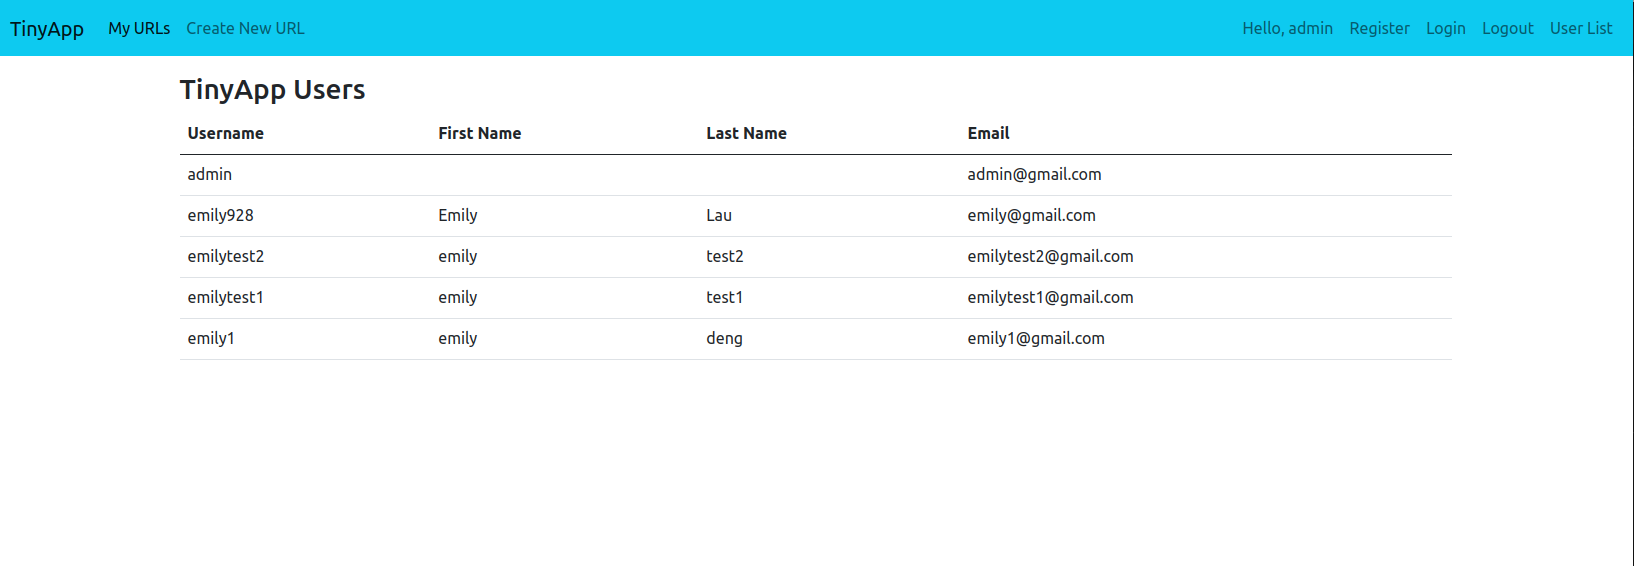 TinyApp My URLs Create New URL Hello, admin Register Login Logout User List
TinyApp Users
Username First Name Last Name Email
admin admin@gmail.com
emily928 Emily Lau emily@gmail.com
emilytest2 emily test2 emilytest2@gmail.com
emilytest1 emily test1 emilytest1@gmail.com
emily1 emily deng emily1@gmail.com